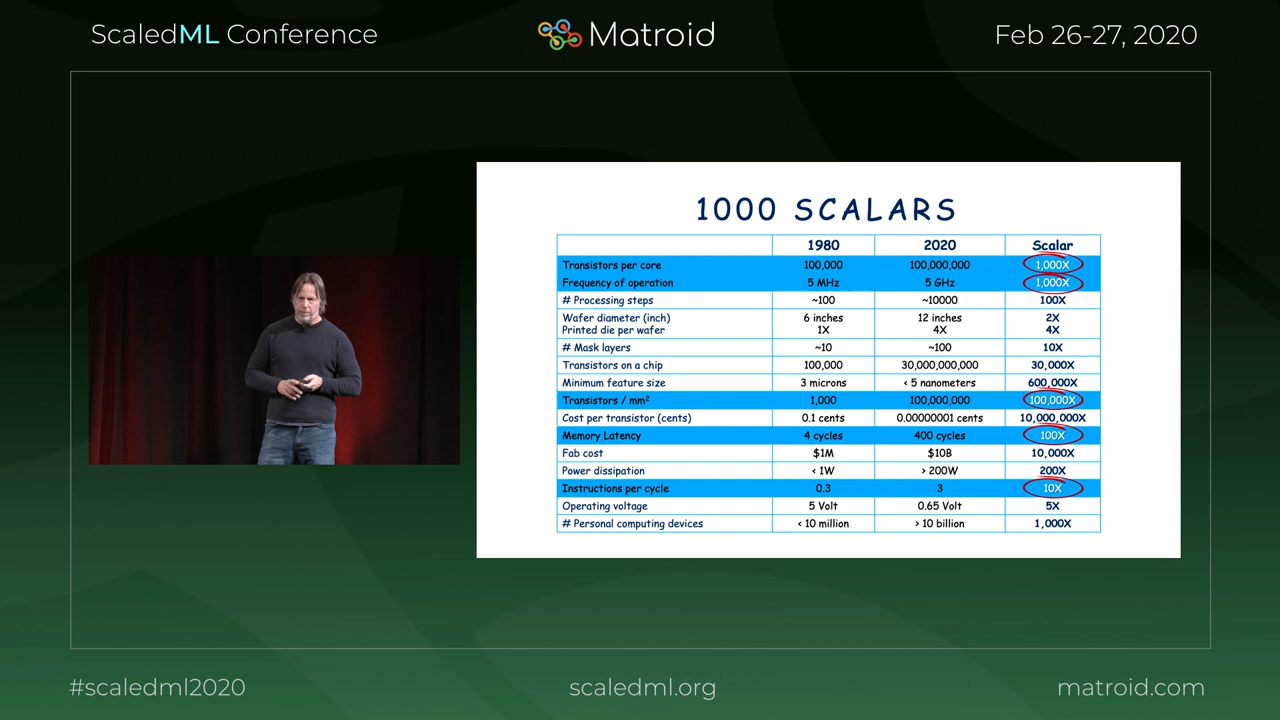 ScaledML Conference
Matroid
Feb 26-27, 2020
1000 SCALARS
1980 2020 Scalar
Transistors per core 100,000 100,000,000 1,000X
Frequency of operation 5 MHz 5 GHz 1,000X
# Processing steps ~100 ~10000 100X
Wafer diameter (inch) 6 inches 12 inches 2X
Printed die per wafer 1X 4X 4X
# Mask layers ~10 ~100 10X
Transistors on a chip 100,000 30,000,000,000 30,000X
Minimum feature size 3 microns < 5 nanometers 600,000X
Transistors / mm² 1,000 100,000,000 100,000X
Cost per transistor (cents) 0.1 cents 0.00000001 cents 10,000,000X
Memory Latency 4 cycles 400 cycles 100X
Fab cost $1M $10B 10,000X
Power dissipation < 1W > 200W 200X
Instructions per cycle 0.3 3 10X
Operating voltage 5 Volt 0.65 Volt 5X
# Personal computing devices < 10 million > 10 billion 1,000X
#scaledml2020
scaledml.org
matroid.com